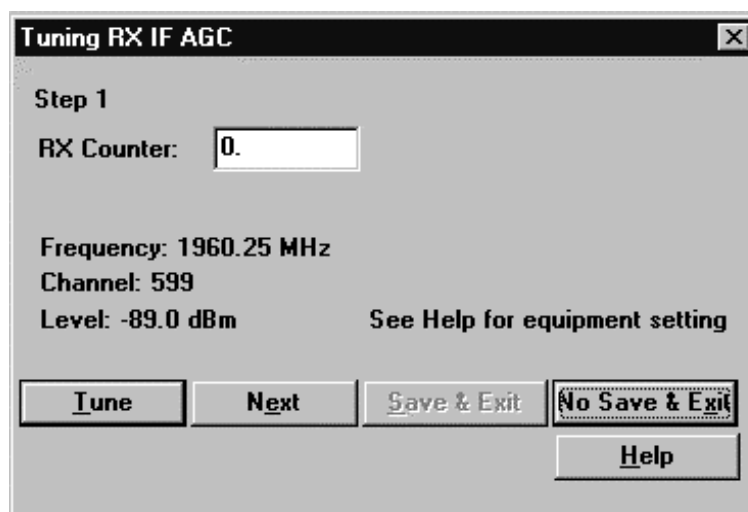 Tuning RX IF AGC
Step 1
RX Counter: 0.
Frequency: 1960.25 MHz
Channel: 599
Level: -89.0 dBm See Help for equipment setting
Tune Next Save & Exit No Save & Exit
Help